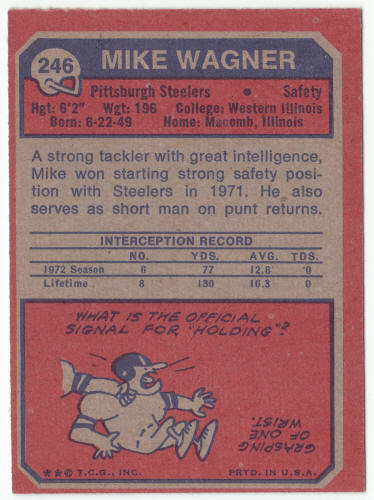 246 MIKE WAGNER
Pittsburgh Steelers • Safety
Hgt: 6'2" Wgt: 196 College: Western Illinois
Born: 6-22-49 Home: Macomb, Illinois
A strong tackler with great intelligence,
Mike won starting strong safety posi-
tion with Steelers in 1971. He also
serves as short man on punt returns.
INTERCEPTION RECORD
NO. YDS. AVG. TDS.
1972 Season 6 77 12.8 0
Lifetime 8 130 16.3 0
WHAT IS THE OFFICIAL
SIGNAL FOR "HOLDING"?
GRASPING
OF ONE
WRIST.
★★© T.C.G., INC. PRTD. IN U.S.A.